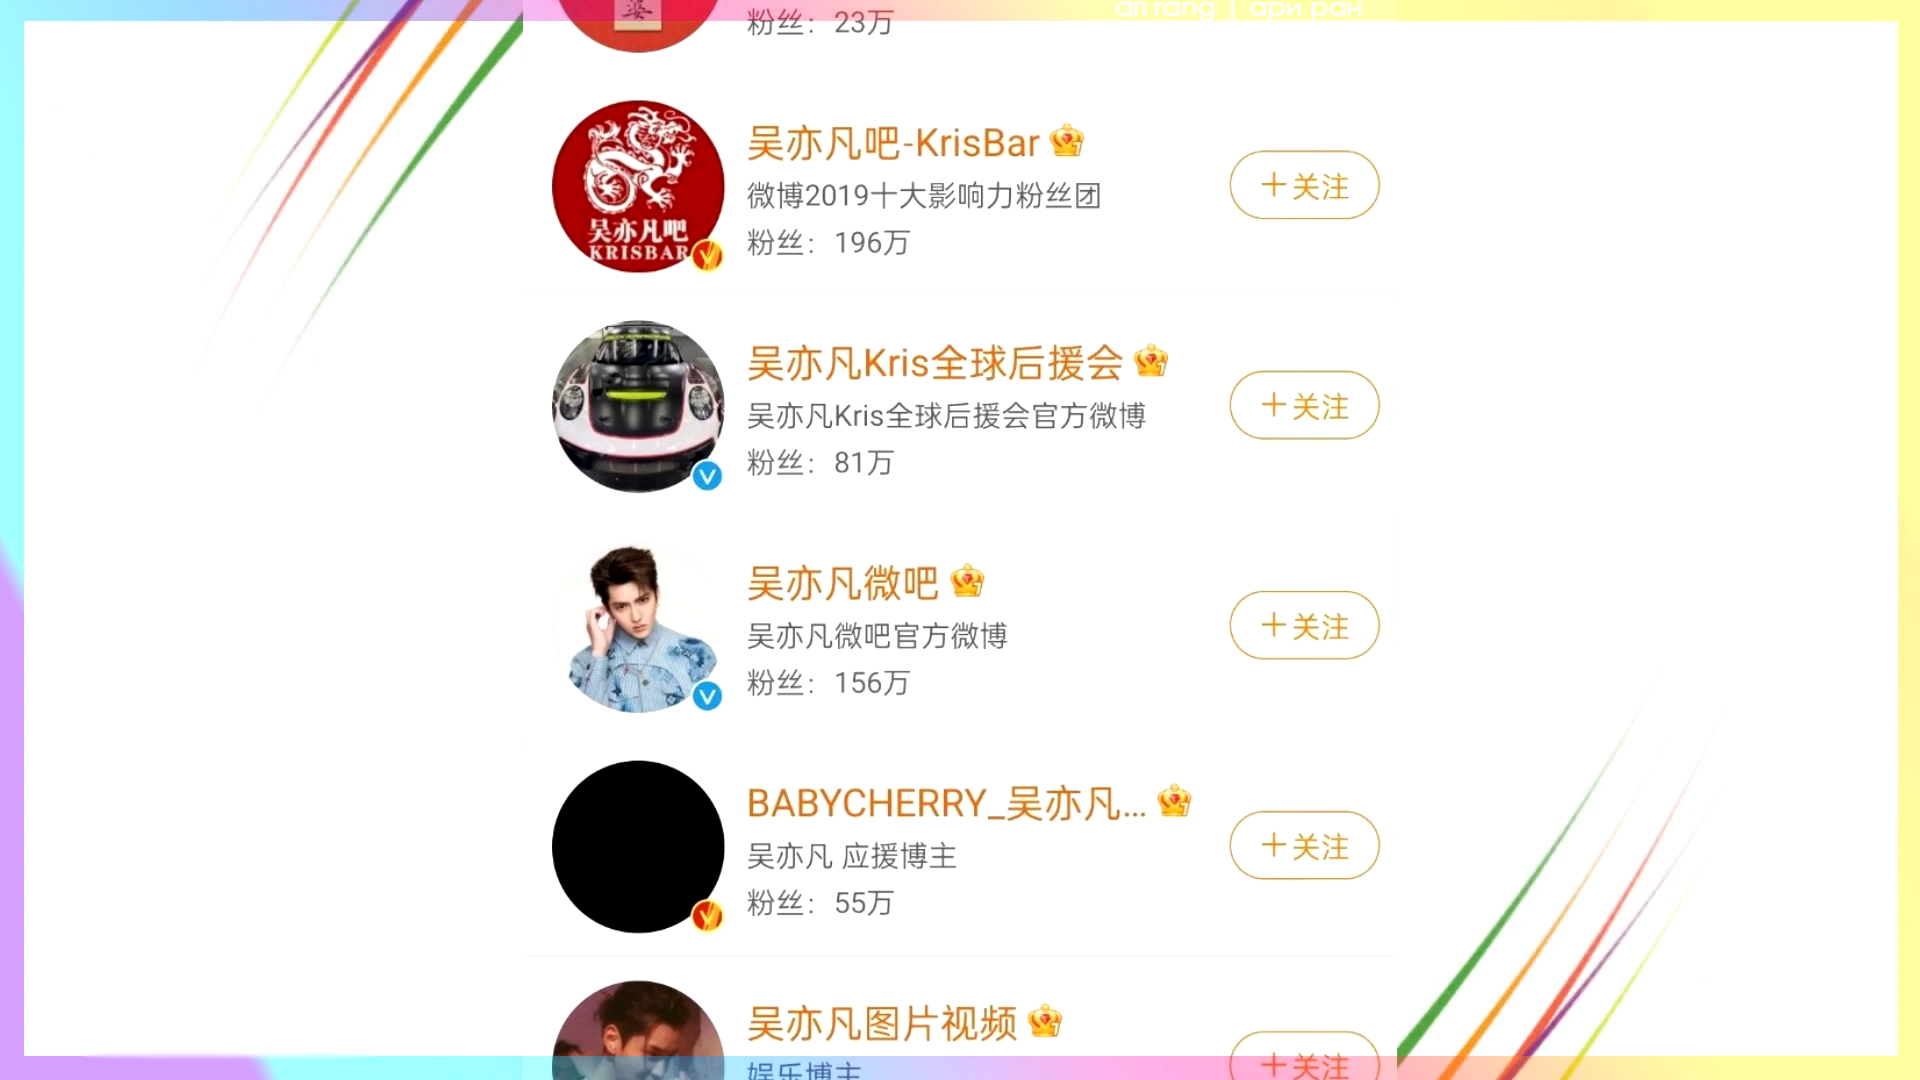 ari rang | ари ран
粉丝：23万
吴亦凡吧
KRISBAR
吴亦凡吧-KrisBar
微博2019十大影响力粉丝团
粉丝：196万
+关注
吴亦凡Kris全球后援会
吴亦凡Kris全球后援会官方微博
粉丝：81万
+关注
吴亦凡微吧
吴亦凡微吧官方微博
粉丝：156万
+关注
BABYCHERRY_吴亦凡...
吴亦凡 应援博主
粉丝：55万
+关注
吴亦凡图片视频
娱乐博主
+关注